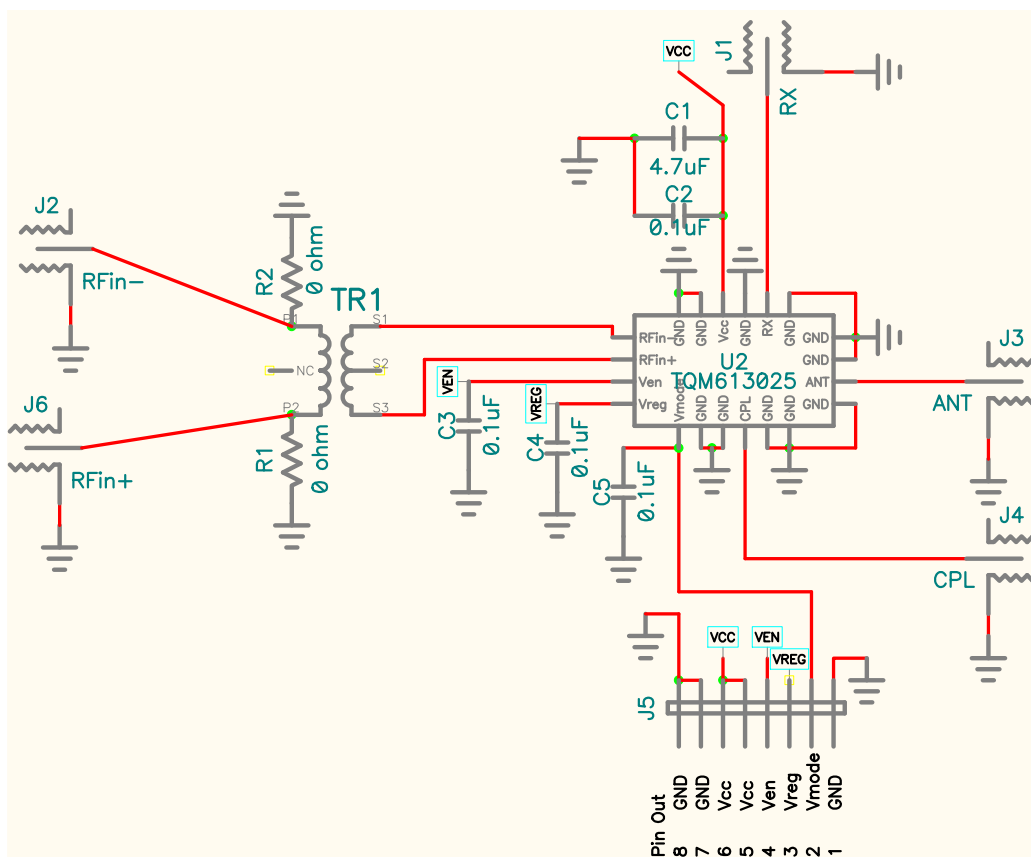 J1
VCC
RX
C1
4.7uF
C2
0.1uF
J2
RFin-
R2
0 ohm
TR1
P1
S1
NC
S2
P2
S3
J6
RFin+
R1
0 ohm
GND
GND
Vcc
GND
RX
GND
RFin-
GND
U2
RFin+
GND
TQM613025
Ven
ANT
Vreg
GND
Vmode
GND
GND
CPL
GND
GND
J3
ANT
VEN
C3
0.1uF
VREG
C4
0.1uF
C5
0.1uF
J4
CPL
VCC
VEN
VREG
J5
Pin Out
8 GND
7 GND
6 Vcc
5 Vcc
4 Ven
3 Vreg
2 Vmode
1 GND